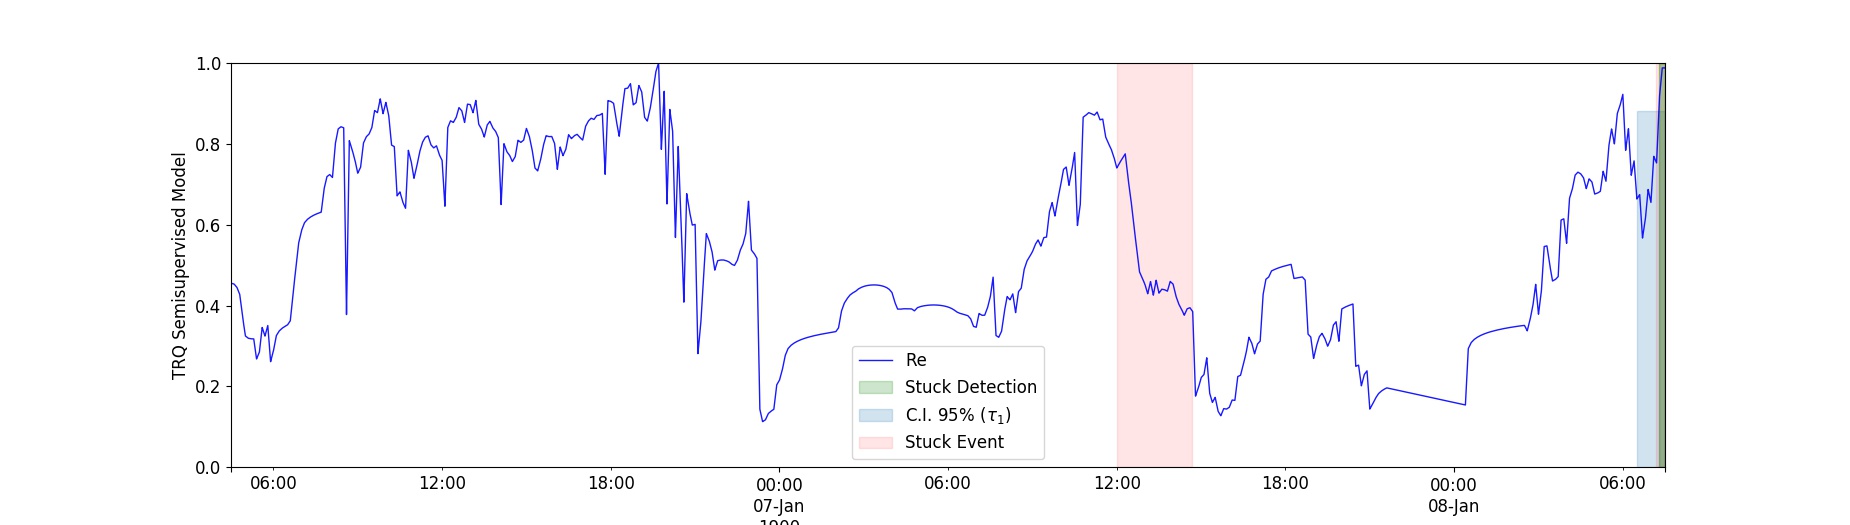 TRQ Semisupervised Model
1.0
0.8
0.6
0.4
0.2
0.0
Re
Stuck Detection
C.I. 95% (τ₁)
Stuck Event
06:00 12:00 18:00 00:00 06:00 12:00 18:00 00:00 06:00
07-Jan 08-Jan